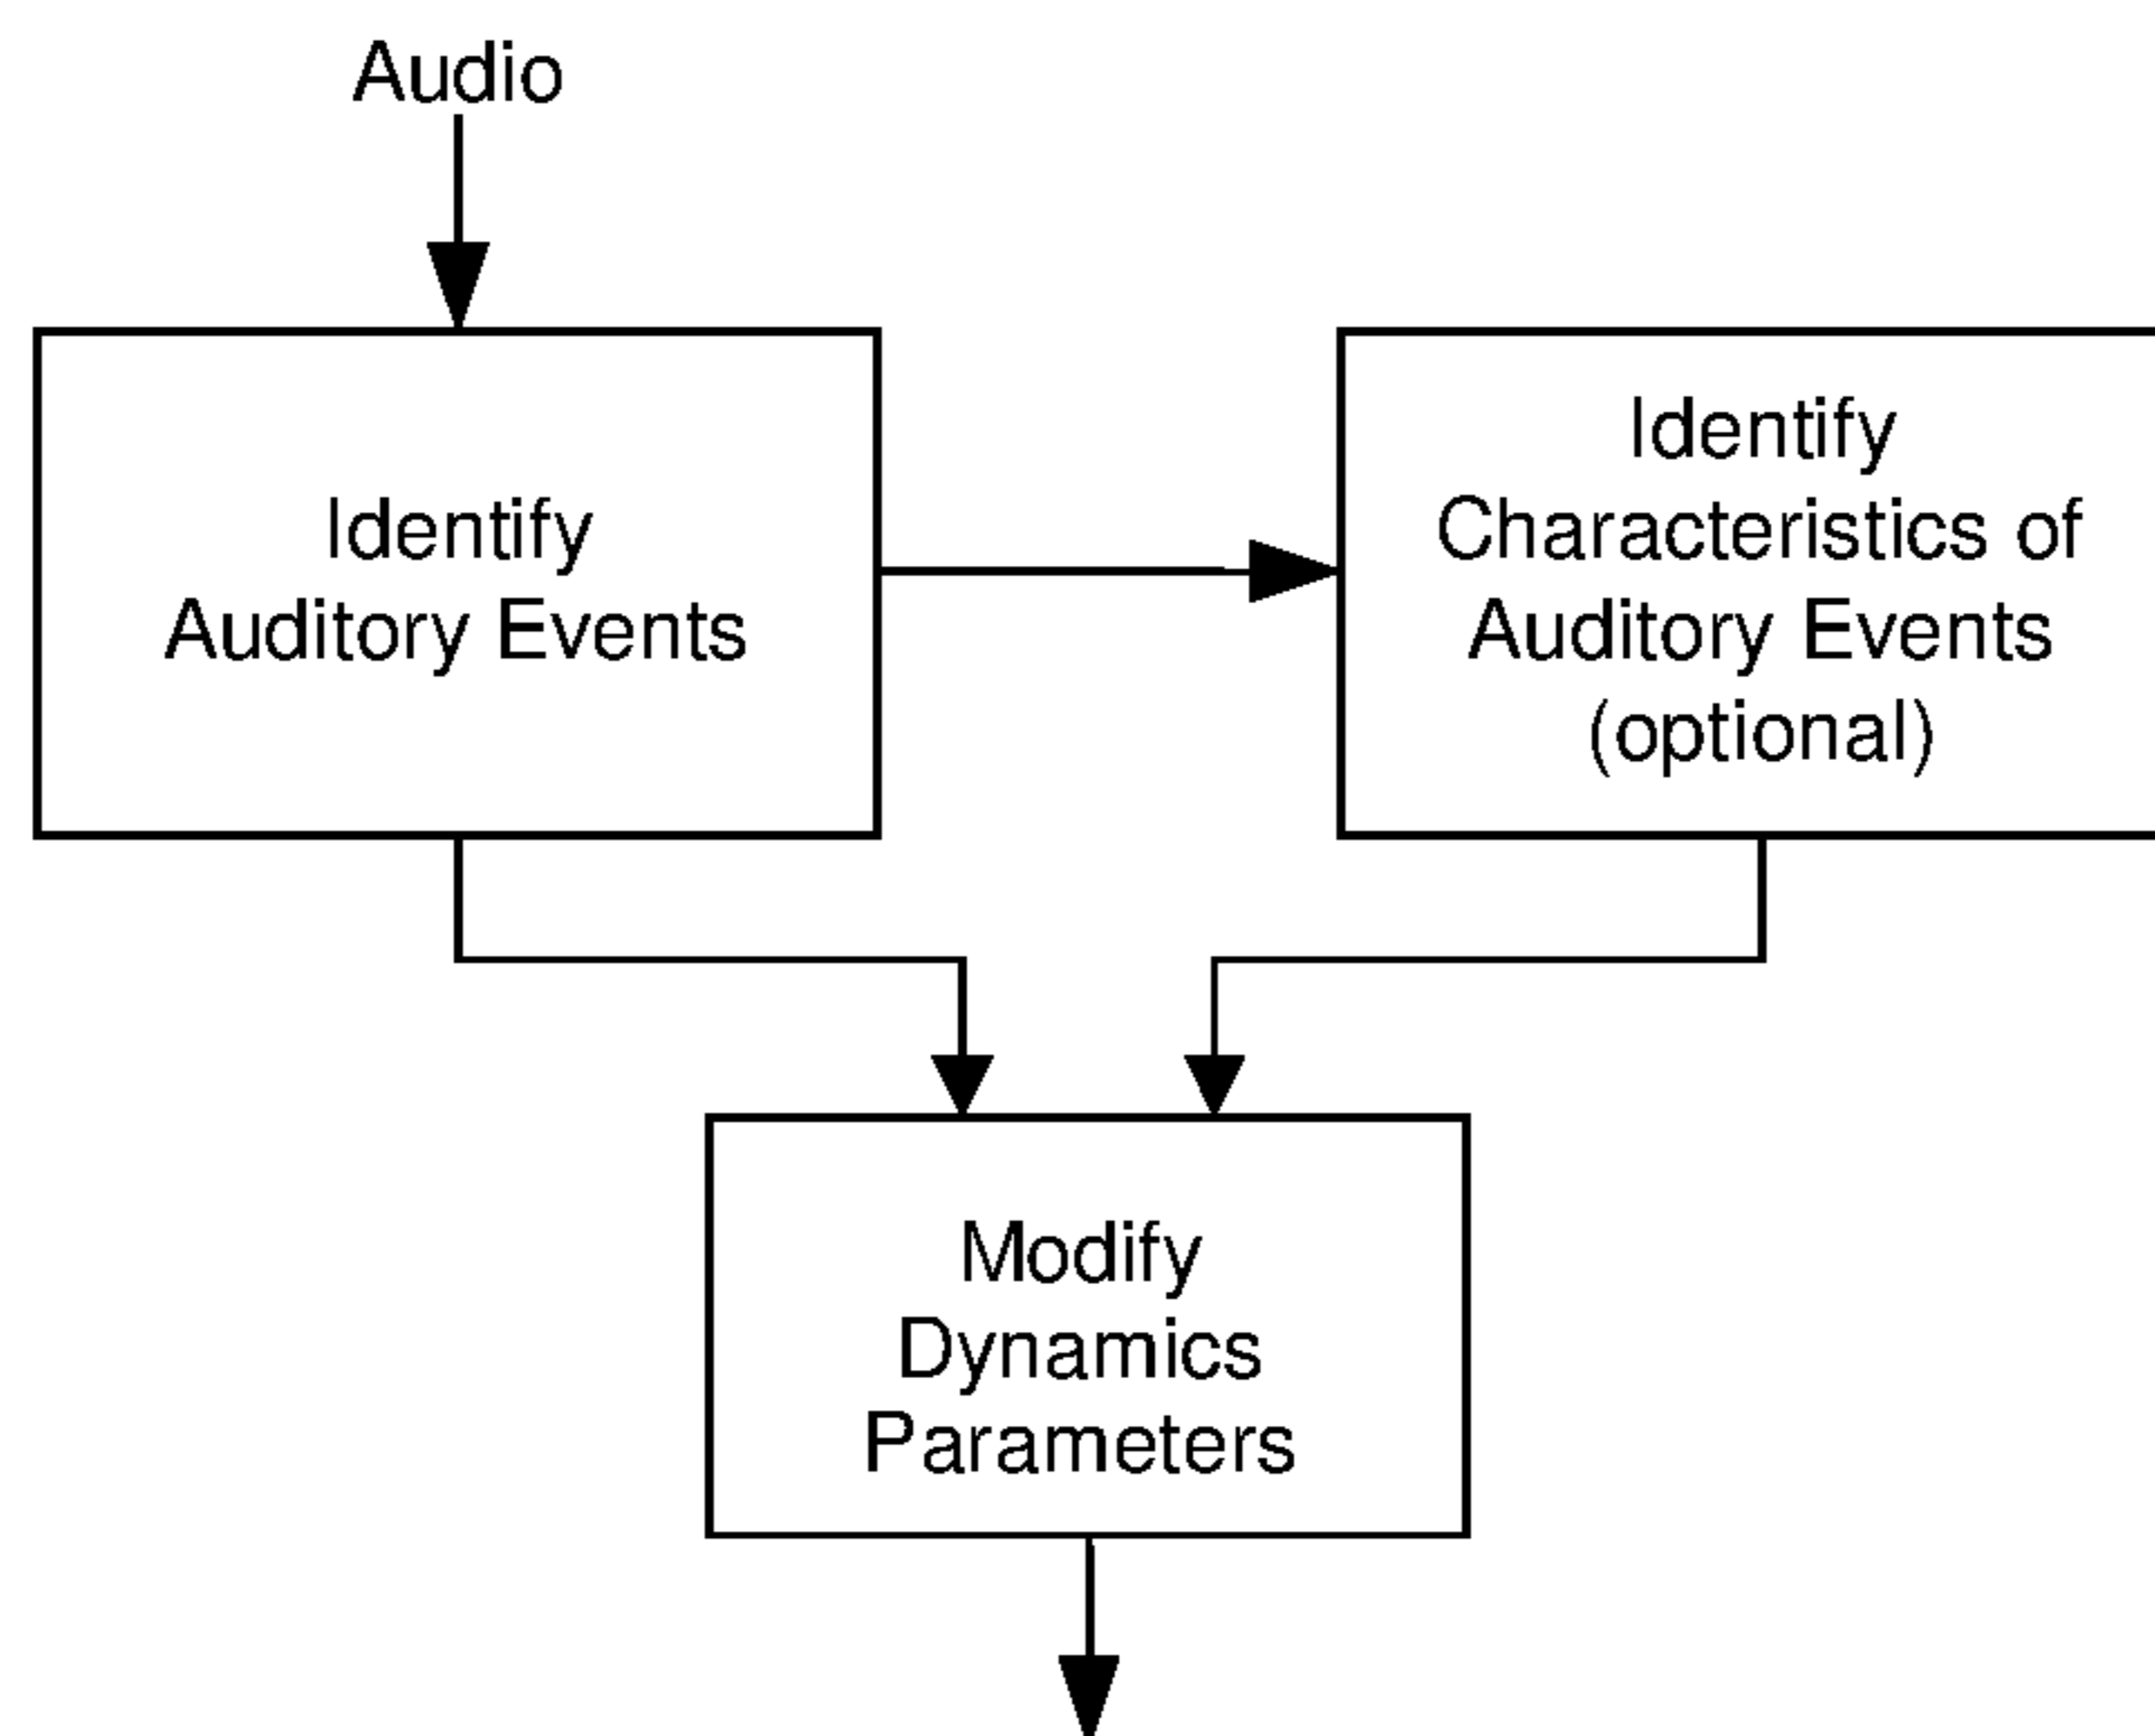 Audio
Identify
Auditory Events
Identify
Characteristics of
Auditory Events
(optional)
Modify
Dynamics
Parameters